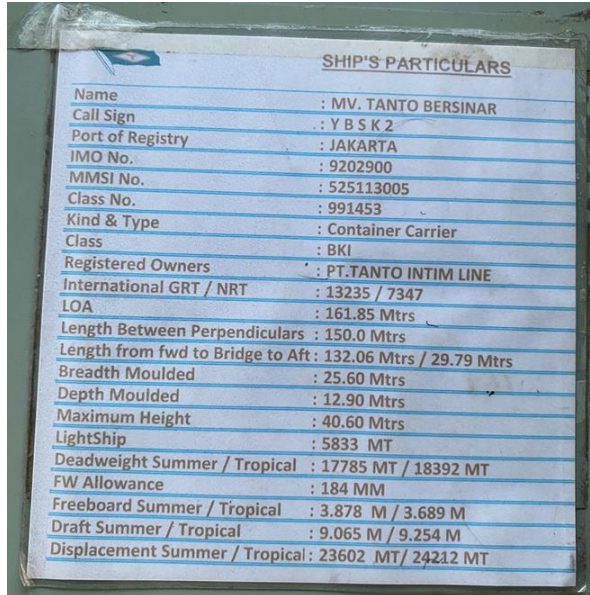 SHIP'S PARTICULARS
Name : MV. TANTO BERSINAR
Call Sign : Y B S K 2
Port of Registry : JAKARTA
IMO No. : 9202900
MMSI No. : 525113005
Class No. : 991453
Kind & Type : Container Carrier
Class : BKI
Registered Owners : PT.TANTO INTIM LINE
International GRT / NRT : 13235 / 7347
LOA : 161.85 Mtrs
Length Between Perpendiculars : 150.0 Mtrs
Length from fwd to Bridge to Aft : 132.06 Mtrs / 29.79 Mtrs
Breadth Moulded : 25.60 Mtrs
Depth Moulded : 12.90 Mtrs
Maximum Height : 40.60 Mtrs
LightShip : 5833 MT
Deadweight Summer / Tropical : 17785 MT / 18392 MT
FW Allowance : 184 MM
Freeboard Summer / Tropical : 3.878 M / 3.689 M
Draft Summer / Tropical : 9.065 M / 9.254 M
Displacement Summer / Tropical : 23602 MT/ 24212 MT